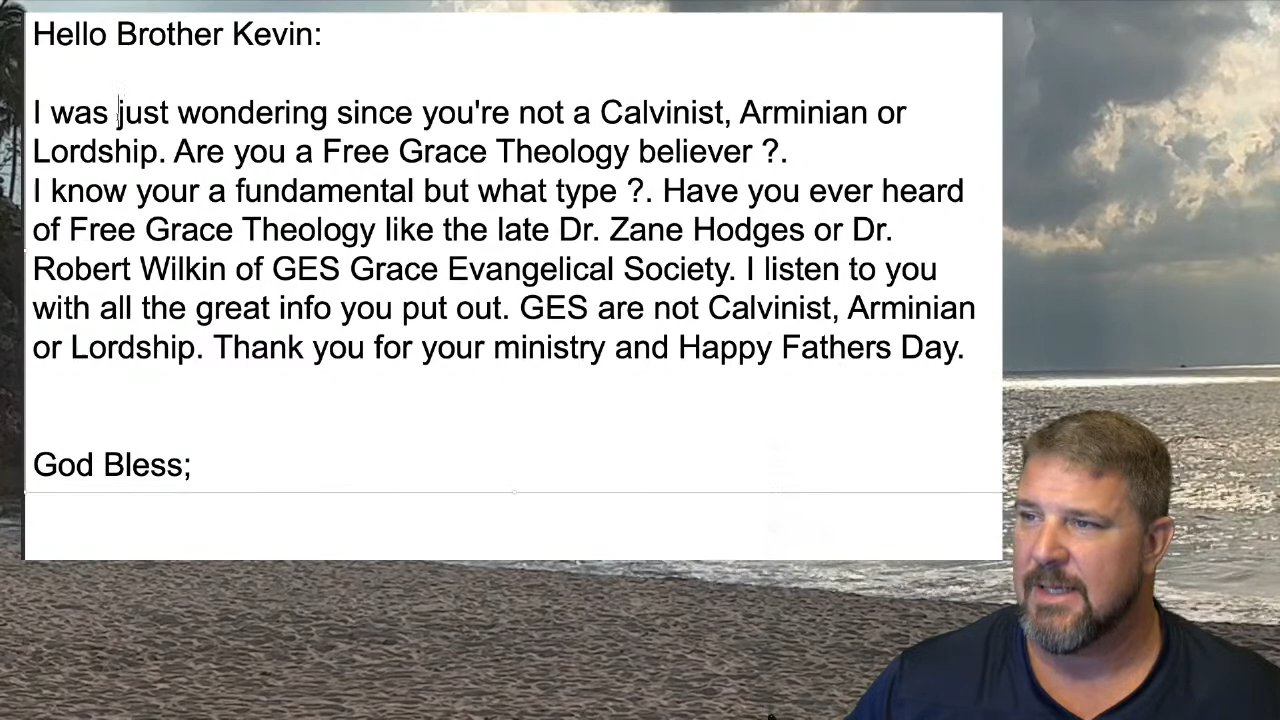 Hello Brother Kevin:
I was just wondering since you're not a Calvinist, Arminian or
Lordship. Are you a Free Grace Theology believer ?.
I know your a fundamental but what type ?. Have you ever heard
of Free Grace Theology like the late Dr. Zane Hodges or Dr.
Robert Wilkin of GES Grace Evangelical Society. I listen to you
with all the great info you put out. GES are not Calvinist, Arminian
or Lordship. Thank you for your ministry and Happy Fathers Day.
God Bless;